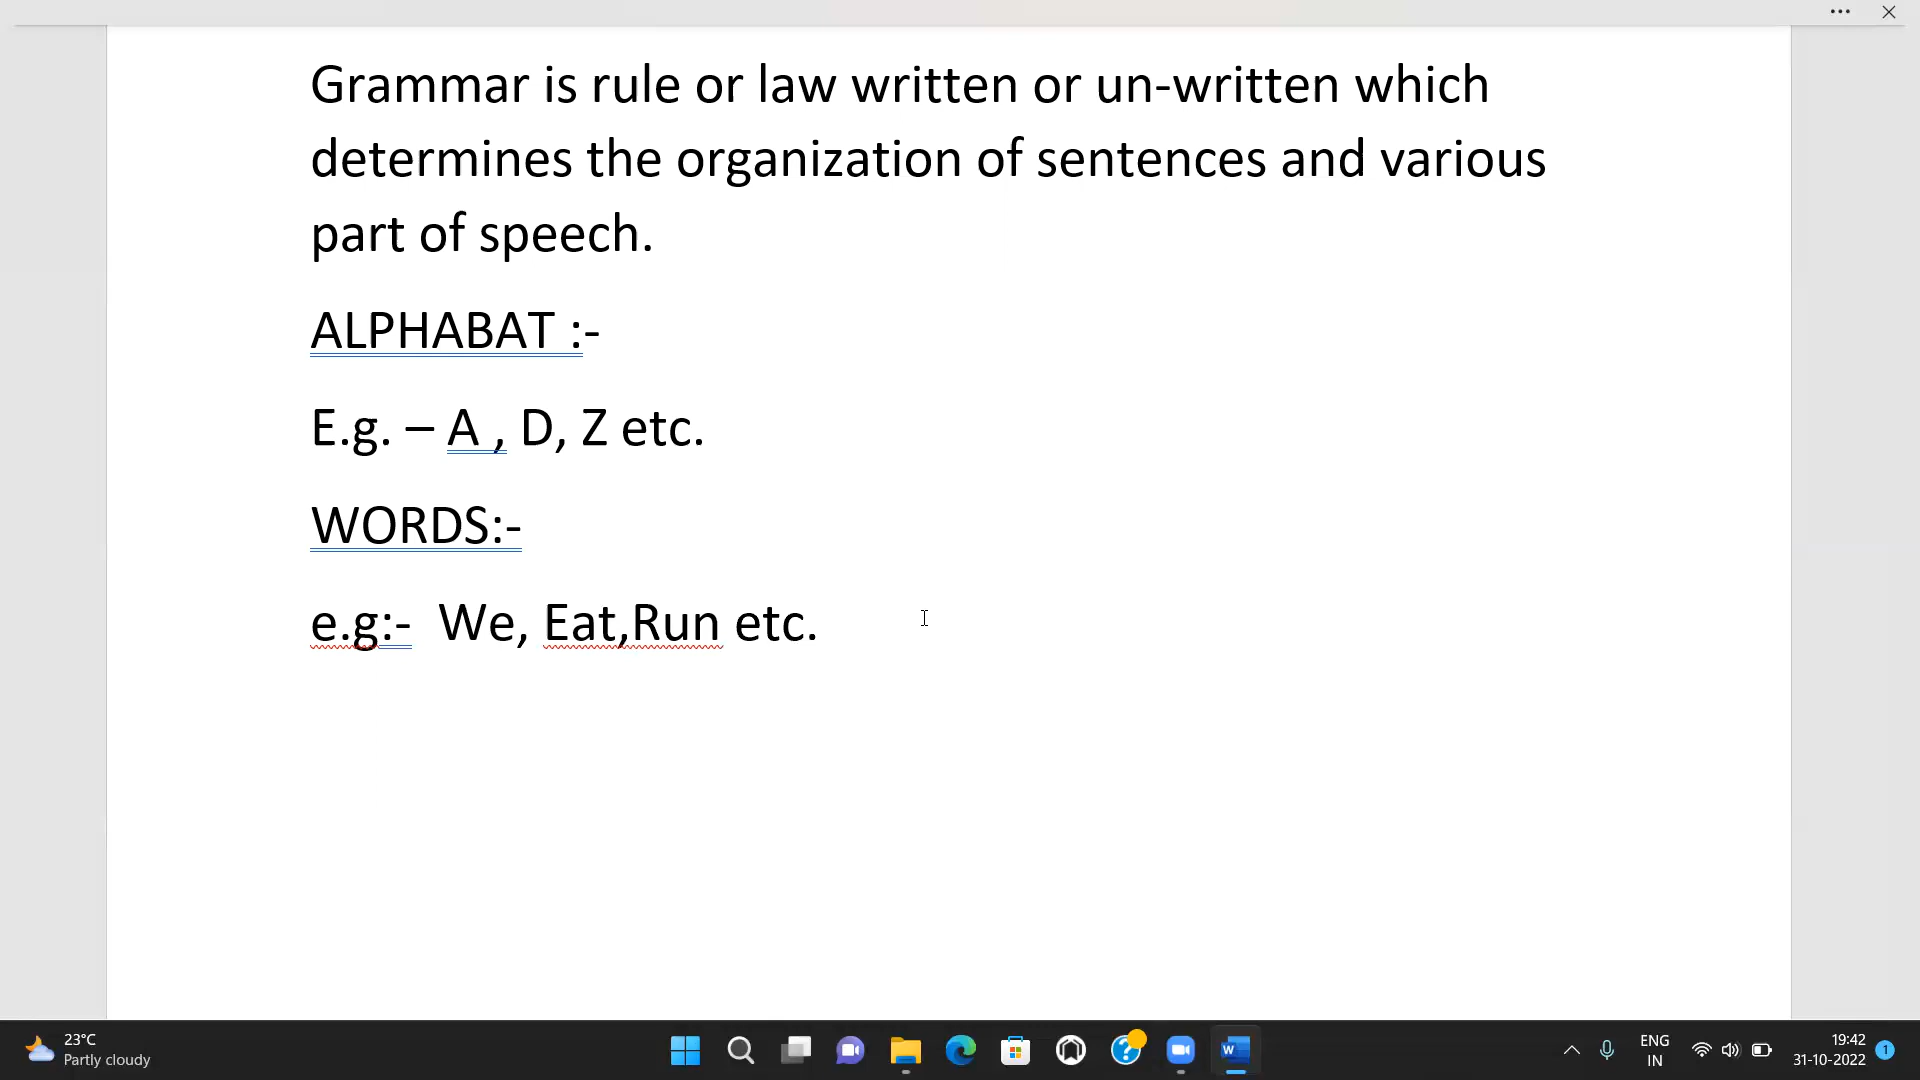 Grammar is rule or law written or un-written which
determines the organization of sentences and various
part of speech.
ALPHABAT :-
E.g. – A , D, Z etc.
WORDS:-
e.g:-  We, Eat,Run etc.
23°C
Partly cloudy
ENG
IN
19:42
31-10-2022
1